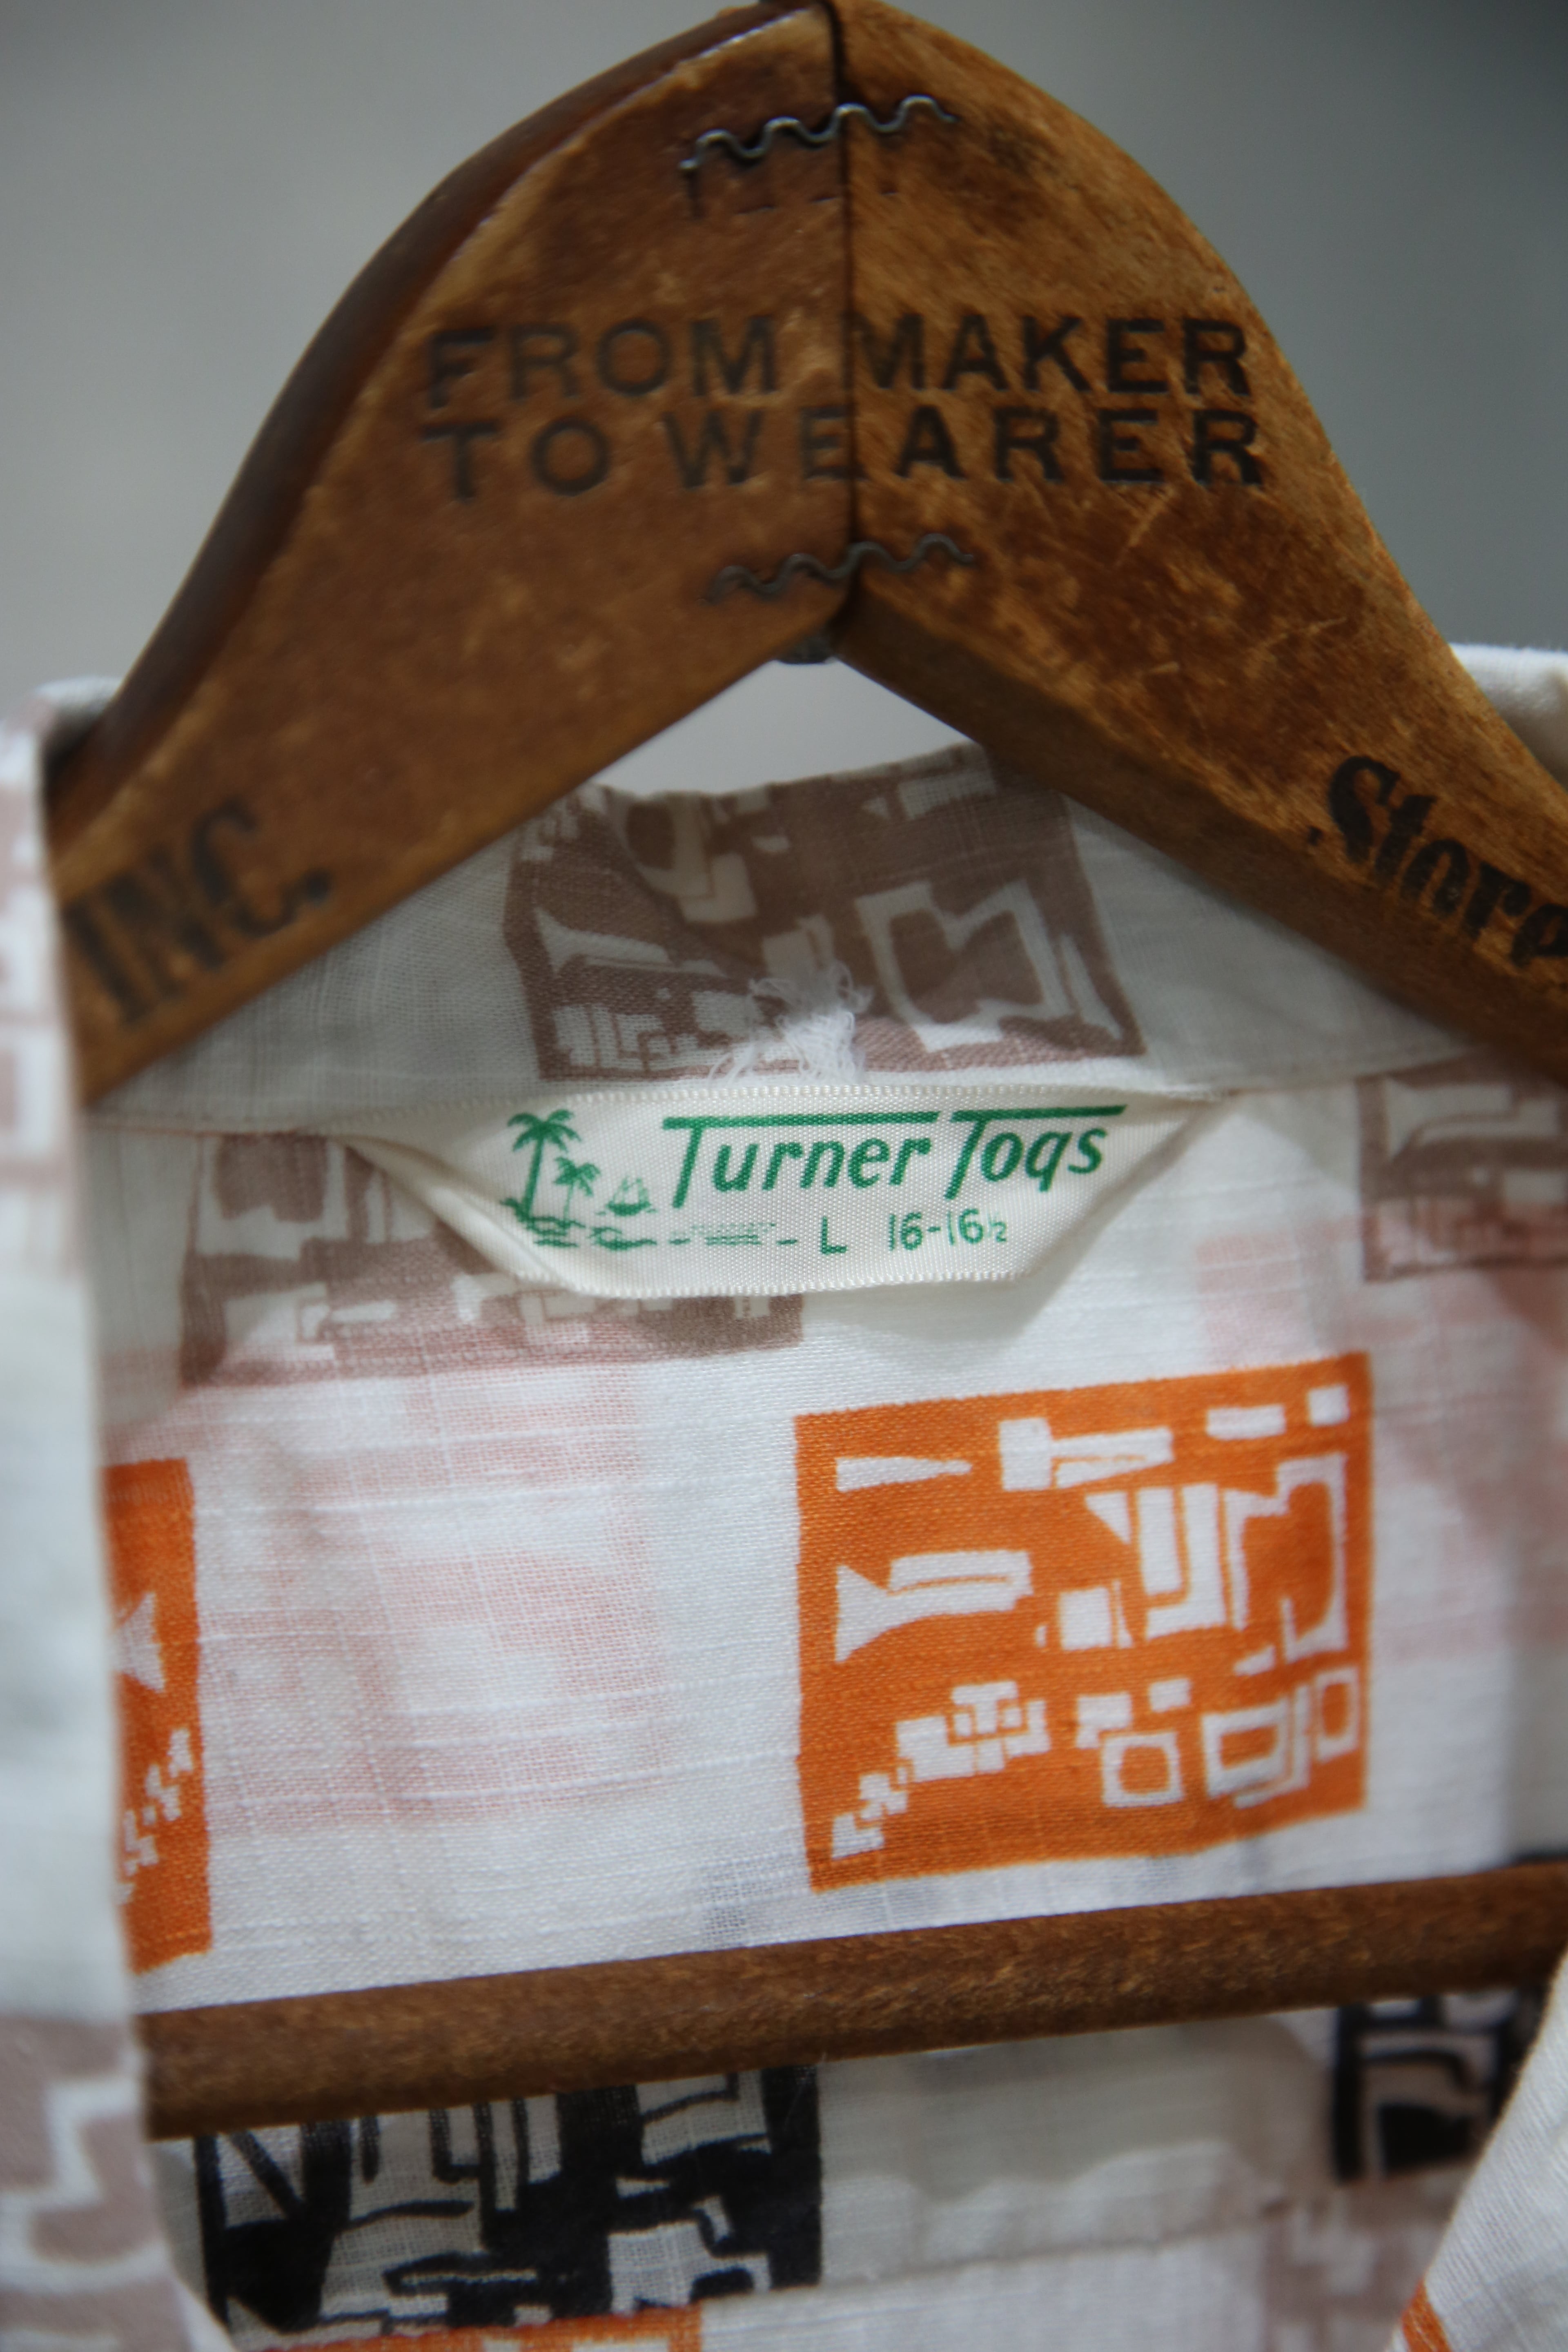 FROM MAKER
TO WEARER
INC.
Store
Turner Togs
L 16-16½